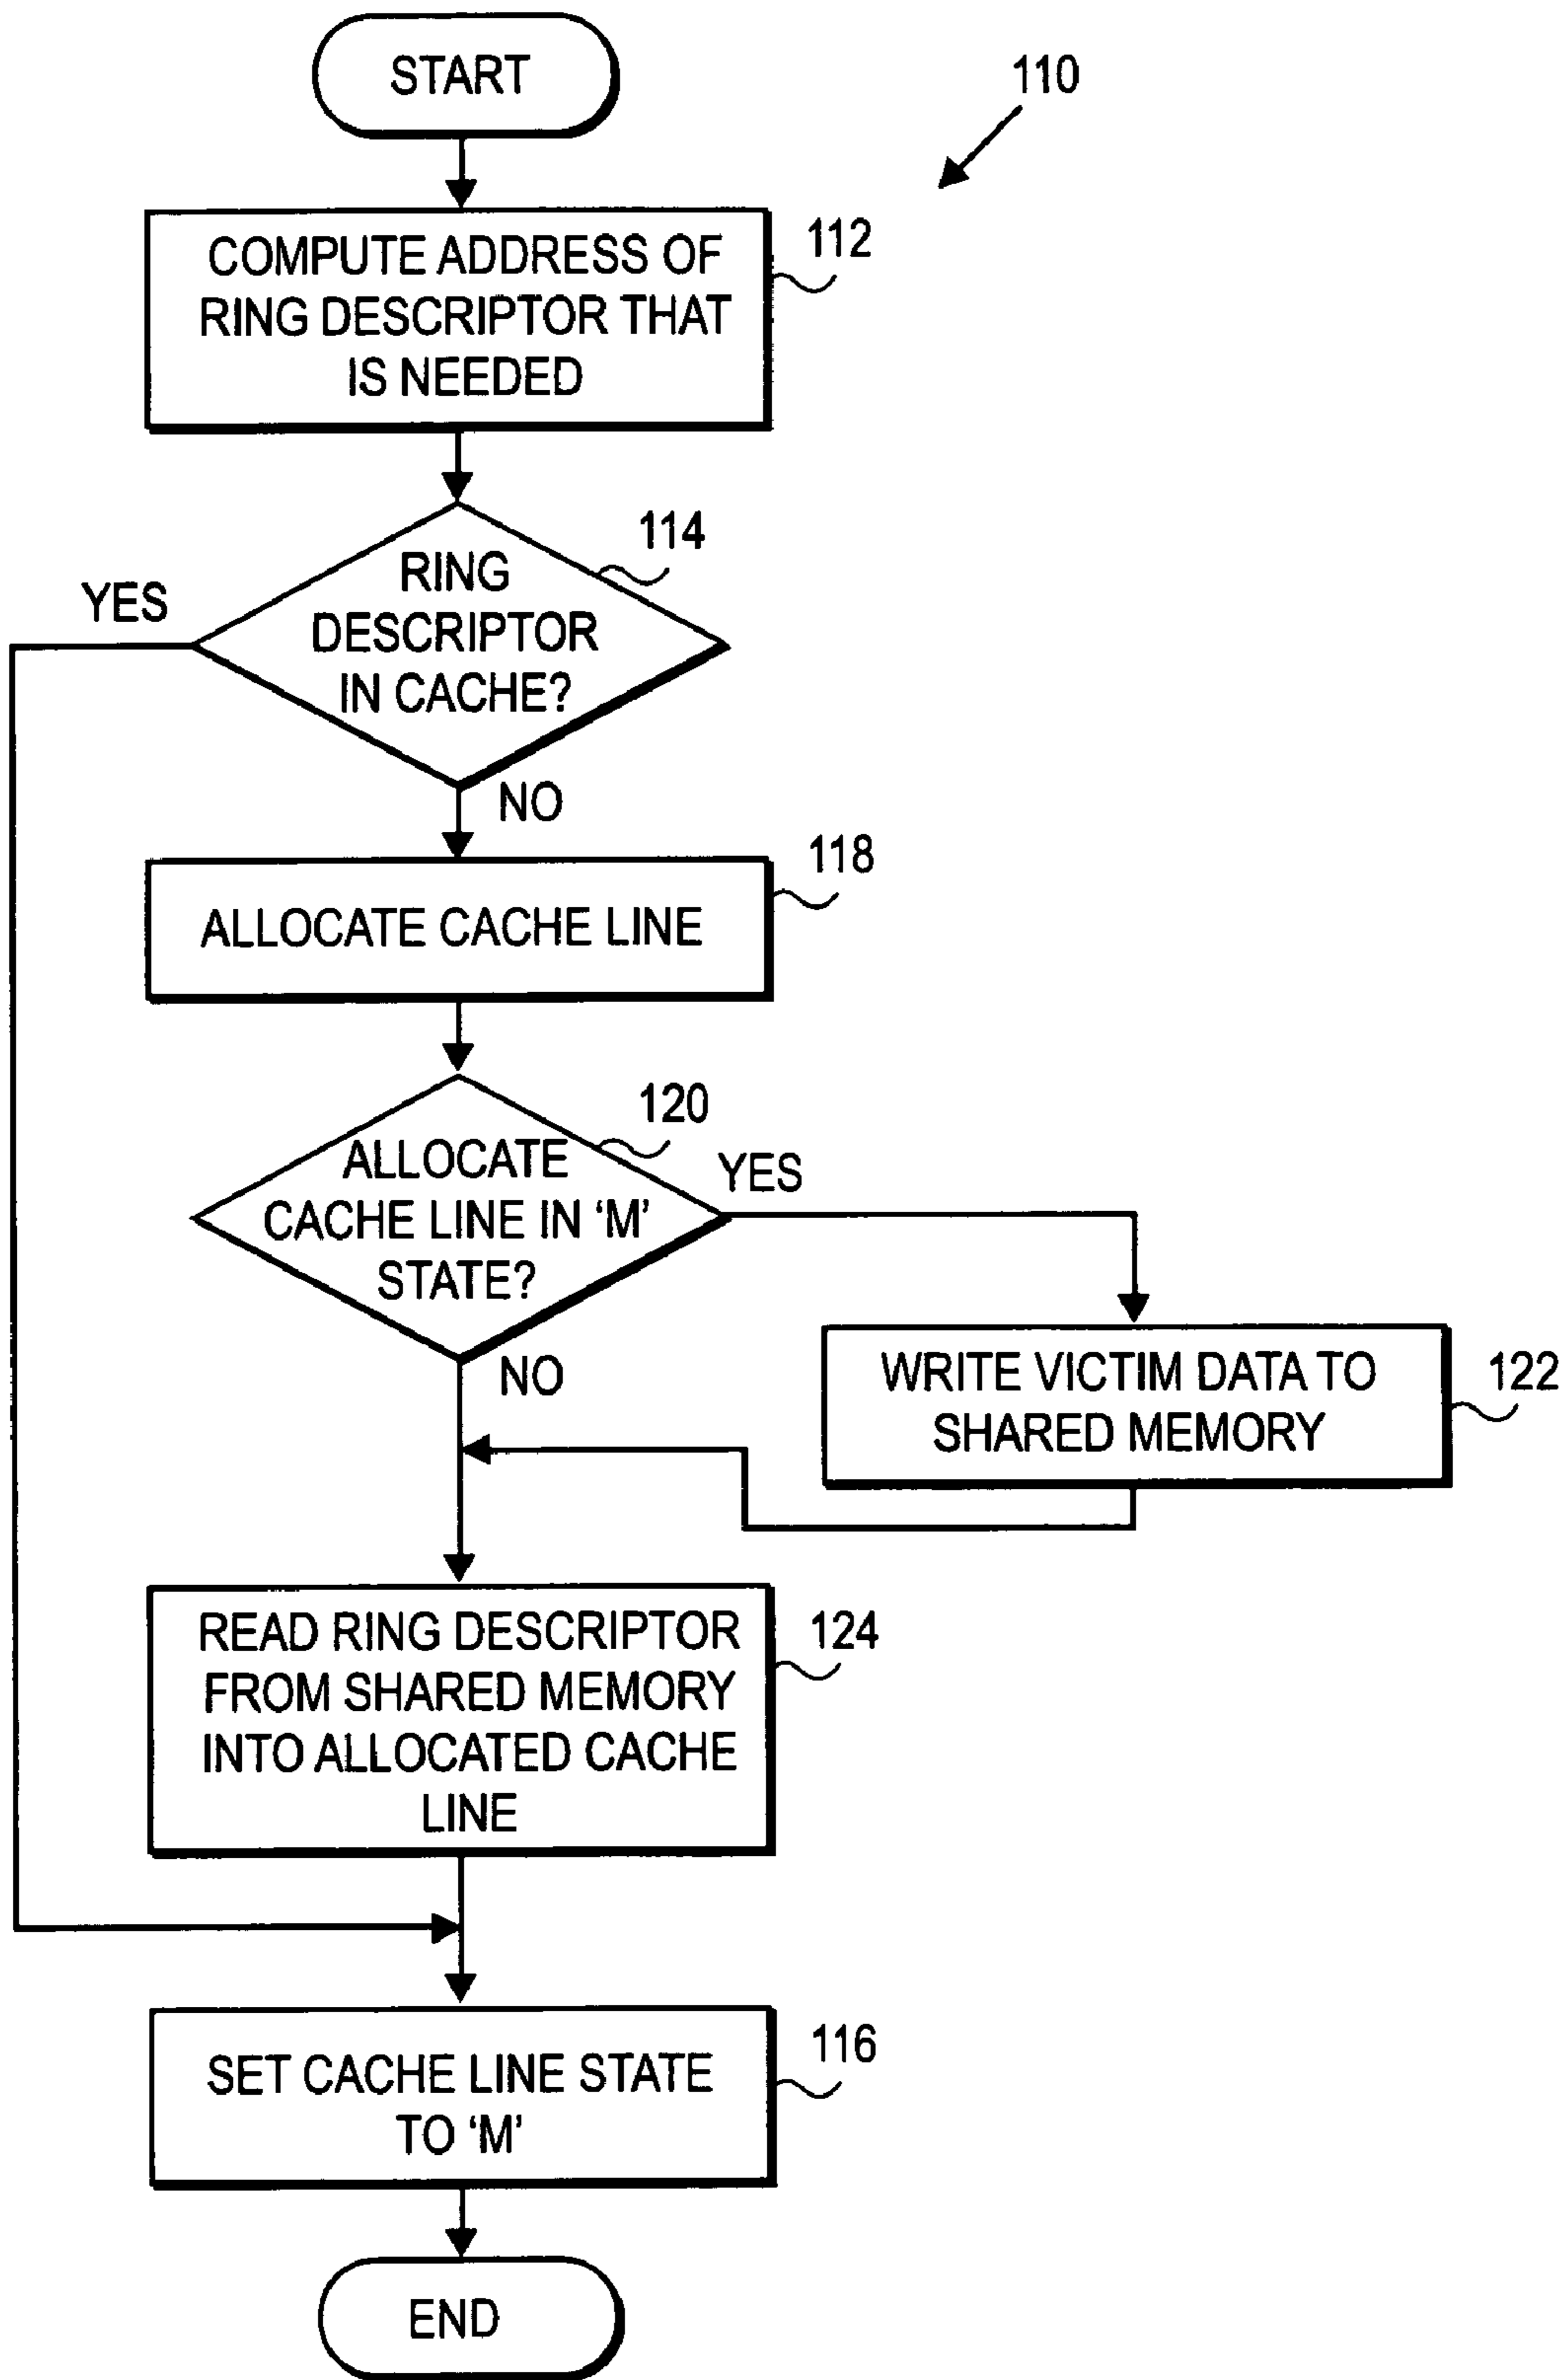 START
110
COMPUTE ADDRESS OF
RING DESCRIPTOR THAT
IS NEEDED
112
RING
DESCRIPTOR
IN CACHE?
114
YES
NO
ALLOCATE CACHE LINE
118
ALLOCATE
CACHE LINE IN ‘M’
STATE?
120
YES
NO
WRITE VICTIM DATA TO
SHARED MEMORY
122
READ RING DESCRIPTOR
FROM SHARED MEMORY
INTO ALLOCATED CACHE
LINE
124
SET CACHE LINE STATE
TO ‘M’
116
END